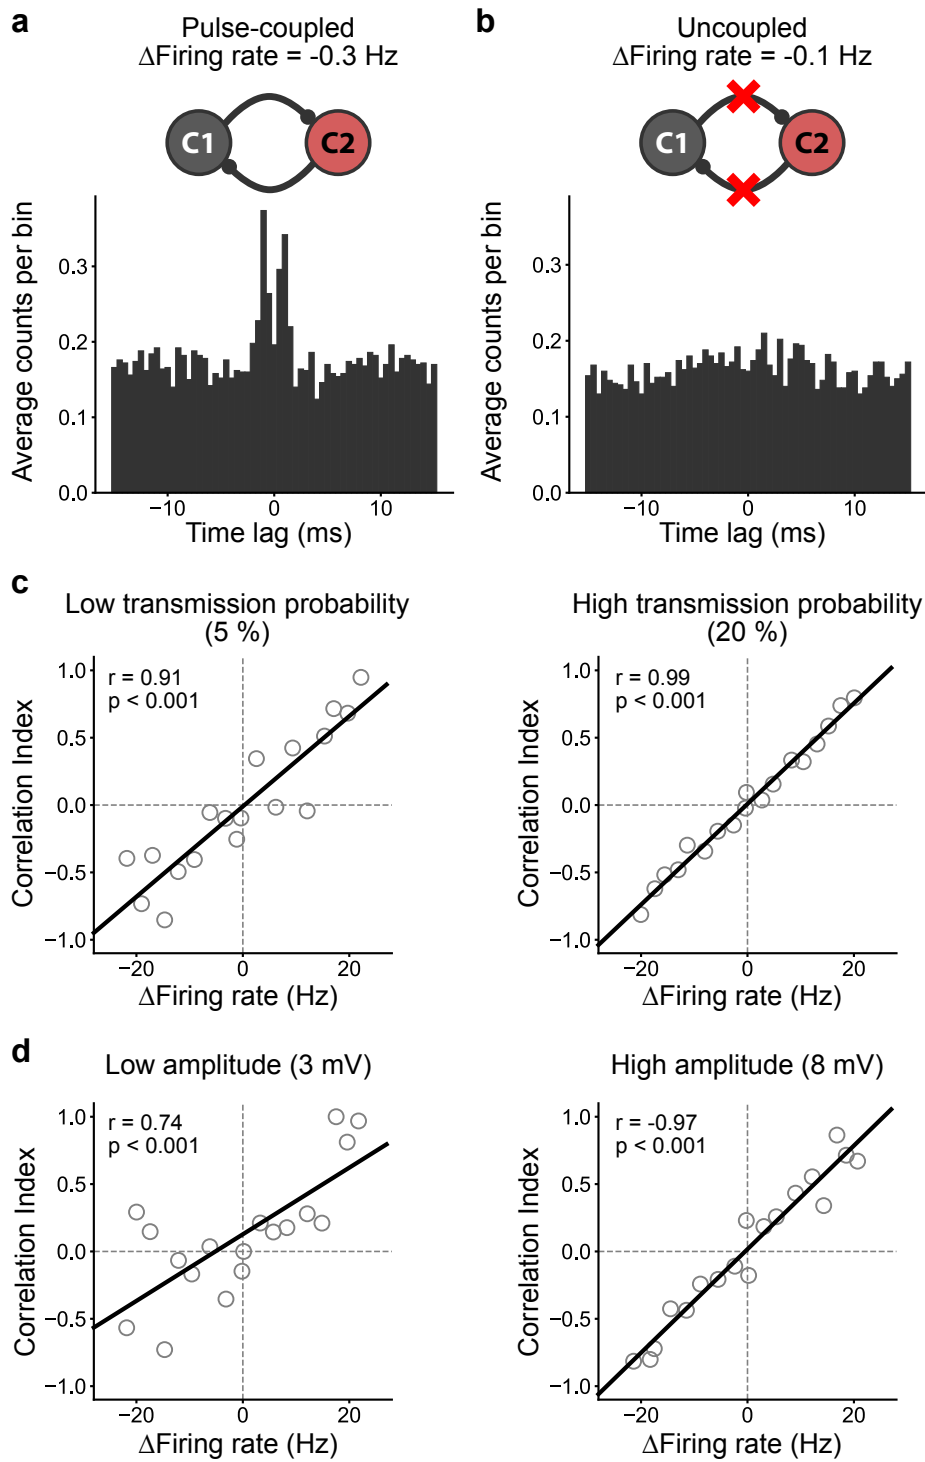 a
Pulse-coupled
ΔFiring rate = -0.3 Hz
C1
C2
Average counts per bin
0.3
0.2
0.1
0.0
−10
0
10
Time lag (ms)
b
Uncoupled
ΔFiring rate = -0.1 Hz
C1
C2
Average counts per bin
0.3
0.2
0.1
0.0
−10
0
10
Time lag (ms)
c
Low transmission probability
(5 %)
r = 0.91
p < 0.001
Correlation Index
1.0
0.5
0.0
−0.5
−1.0
−20
0
20
ΔFiring rate (Hz)
High transmission probability
(20 %)
r = 0.99
p < 0.001
Correlation Index
1.0
0.5
0.0
−0.5
−1.0
−20
0
20
ΔFiring rate (Hz)
d
Low amplitude (3 mV)
r = 0.74
p < 0.001
Correlation Index
1.0
0.5
0.0
−0.5
−1.0
−20
0
20
ΔFiring rate (Hz)
High amplitude (8 mV)
r = -0.97
p < 0.001
Correlation Index
1.0
0.5
0.0
−0.5
−1.0
−20
0
20
ΔFiring rate (Hz)